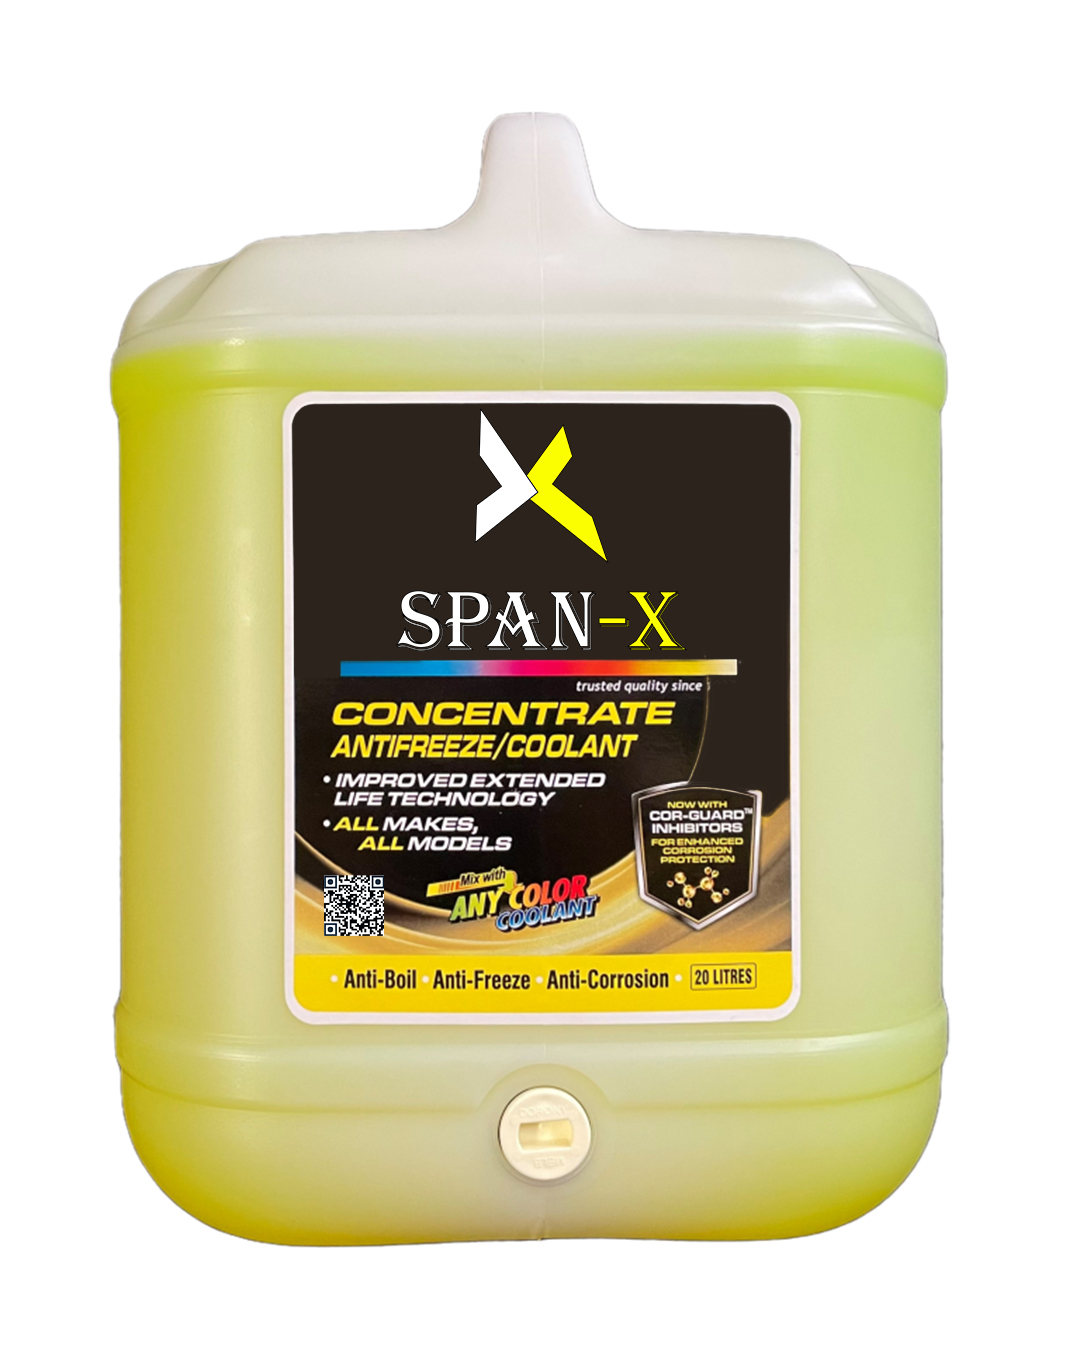 SPAN-X
trusted quality since
CONCENTRATE
ANTIFREEZE/COOLANT
• IMPROVED EXTENDED
LIFE TECHNOLOGY
• ALL MAKES,
ALL MODELS
NOW WITH
COR-GUARD™
INHIBITORS
FOR ENHANCED
CORROSION
PROTECTION
Mix with
ANY COLOR
COOLANT
• Anti-Boil • Anti-Freeze • Anti-Corrosion •
20 LITRES